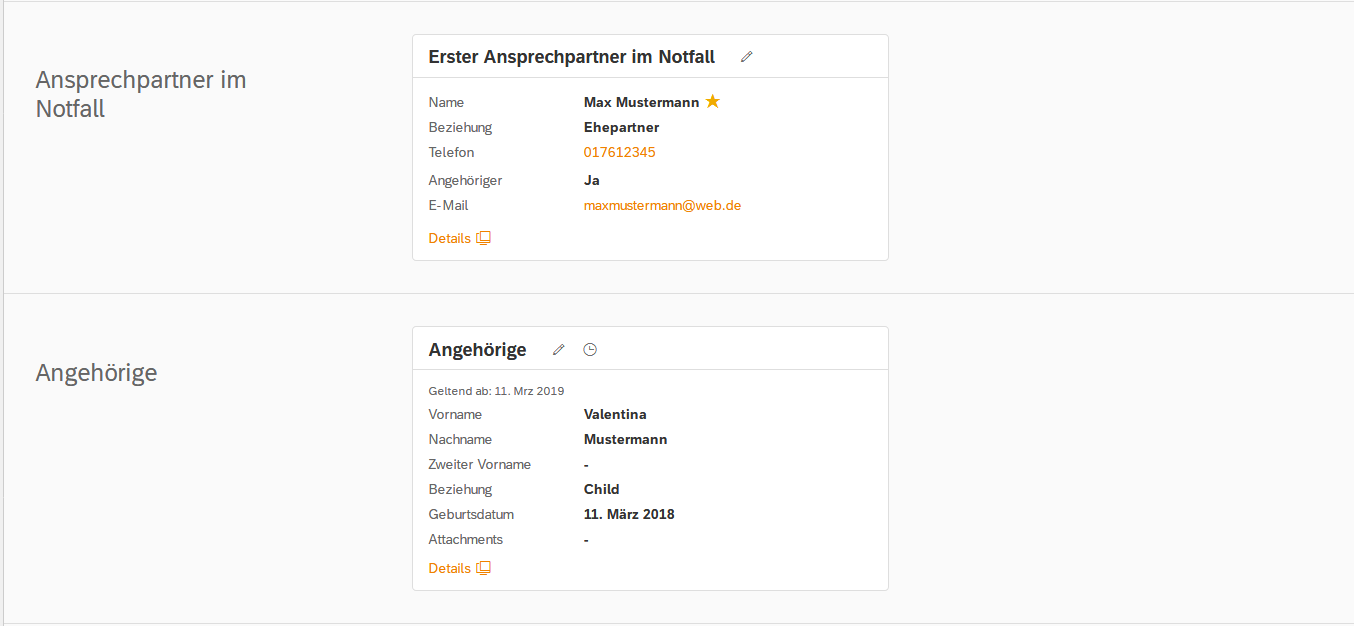 Ansprechpartner im
Notfall
Erster Ansprechpartner im Notfall
Name Max Mustermann
Beziehung Ehepartner
Telefon 017612345
Angehöriger Ja
E-Mail maxmustermann@web.de
Details
Angehörige
Angehörige
Geltend ab: 11. Mrz 2019
Vorname Valentina
Nachname Mustermann
Zweiter Vorname -
Beziehung Child
Geburtsdatum 11. März 2018
Attachments -
Details